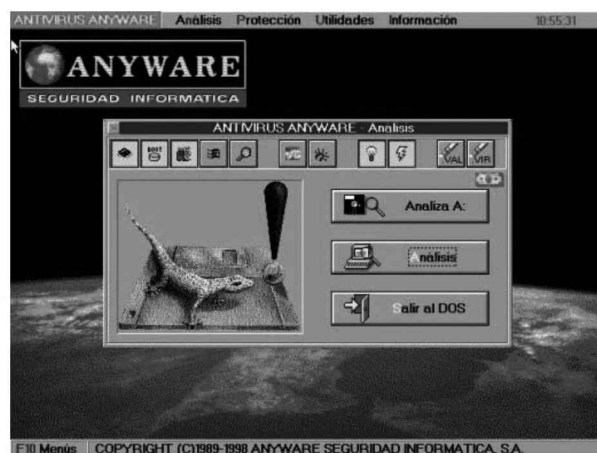 ANTIVIRUS ANYWARE Análisis Protección Utilidades Información 10:55:31
ANYWARE
SEGURIDAD INFORMATICA
ANTIVIRUS ANYWARE - Analisis
BOOT
VAL VIR
Analiza A:
Análisis
Salir al DOS
F10 Menús COPYRIGHT (C)1989-1998 ANYWARE SEGURIDAD INFORMATICA, S.A.